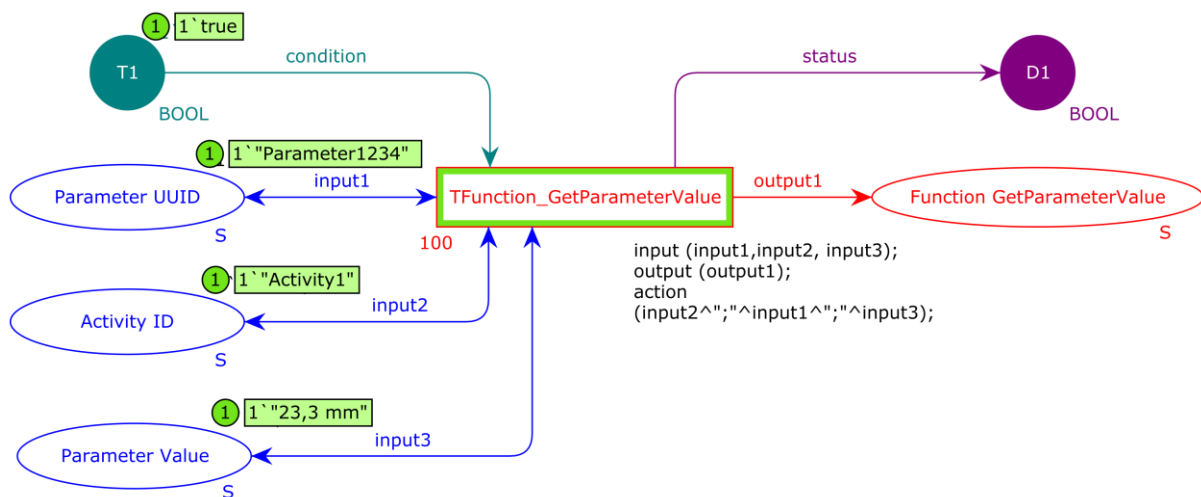 1 1`true
T1
condition
status
D1
BOOL
BOOL
1 1`"Parameter1234"
Parameter UUID
input1
TFunction_GetParameterValue
output1
Function GetParameterValue
S
100
S
input (input1,input2, input3);
output (output1);
action
(input2^";"^input1^";"^input3);
1 1`"Activity1"
Activity ID
input2
S
1 1`"23,3 mm"
Parameter Value
input3
S